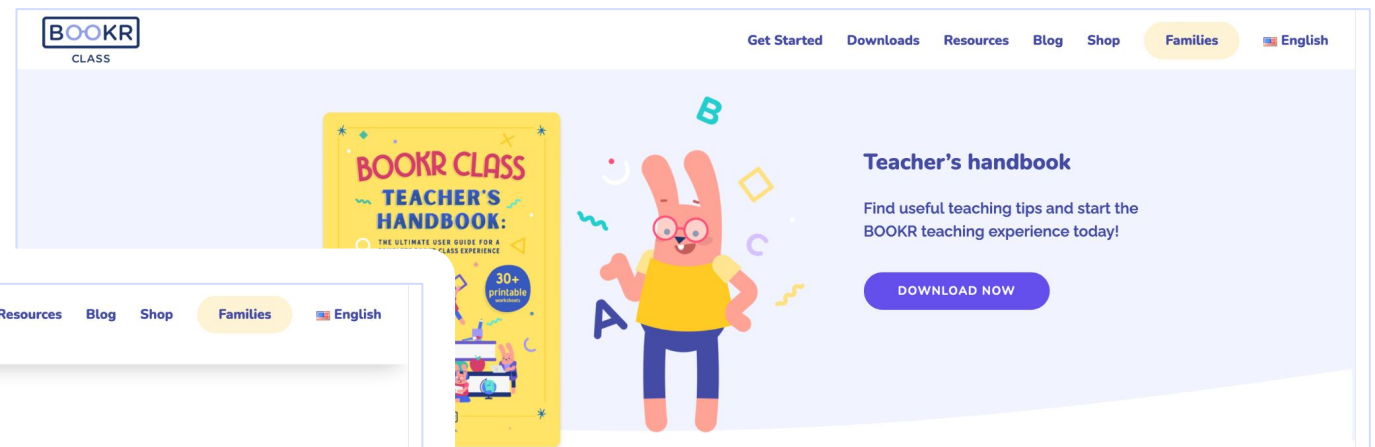 BOOKR
CLASS
Get Started Downloads Resources Blog Shop Families English
BOOKR CLASS
TEACHER'S
HANDBOOK:
THE ULTIMATE USER GUIDE FOR A
CLASS EXPERIENCE
30+
printable
worksheets
B
C
A
Teacher's handbook
Find useful teaching tips and start the
BOOKR teaching experience today!
DOWNLOAD NOW
Resources Blog Shop Families English